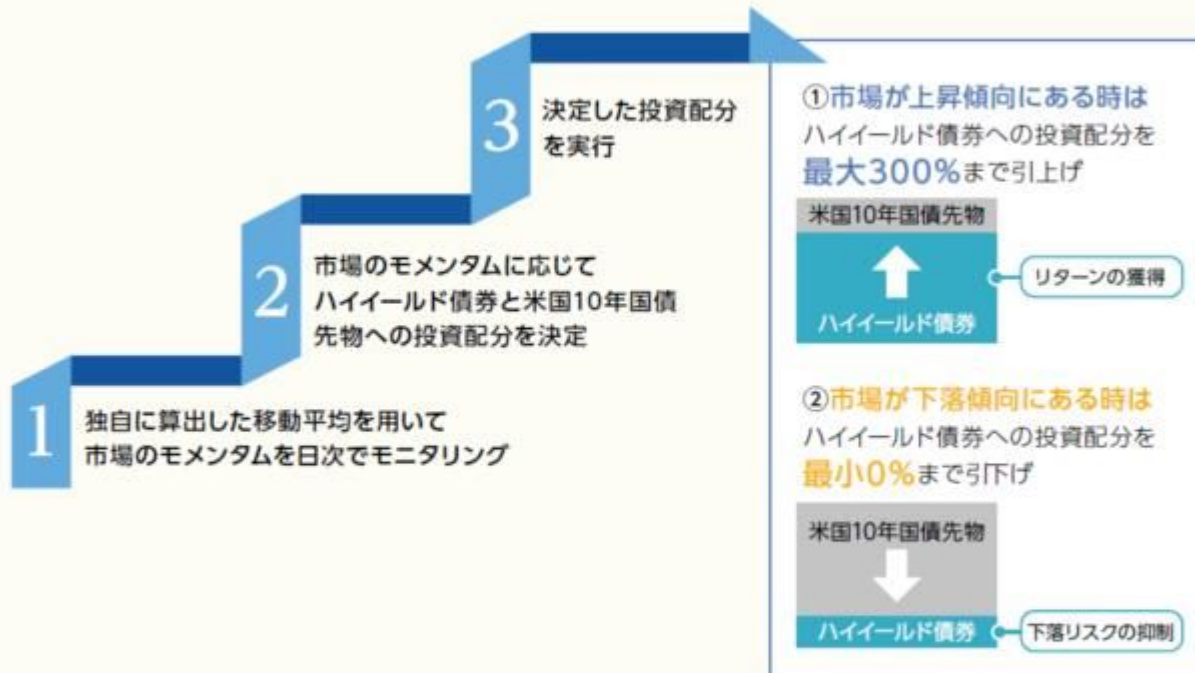 1
独自に算出した移動平均を用いて
市場のモメンタムを日次でモニタリング
2
市場のモメンタムに応じて
ハイイールド債券と米国10年国債
先物への投資配分を決定
3
決定した投資配分
を実行
①市場が上昇傾向にある時は
ハイイールド債券への投資配分を
最大300%まで引上げ
米国10年国債先物
ハイイールド債券
リターンの獲得
②市場が下落傾向にある時は
ハイイールド債券への投資配分を
最小0%まで引下げ
米国10年国債先物
ハイイールド債券
下落リスクの抑制